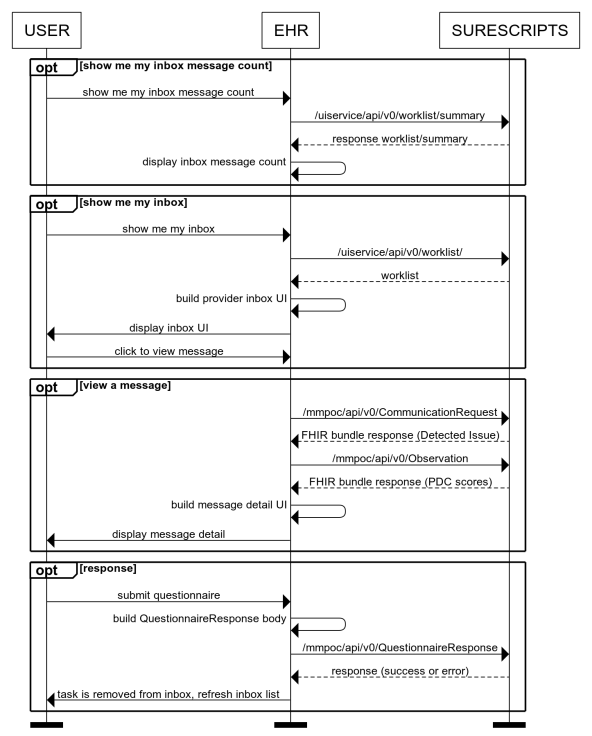 USER
EHR
SURESCRIPTS
opt [show me my inbox message count]
show me my inbox message count
/uiservice/api/v0/worklist/summary
response worklist/summary
display inbox message count
opt [show me my inbox]
show me my inbox
/uiservice/api/v0/worklist/
worklist
build provider inbox UI
display inbox UI
click to view message
opt [view a message]
/mmpoc/api/v0/CommunicationRequest
FHIR bundle response (Detected Issue)
/mmpoc/api/v0/Observation
FHIR bundle response (PDC scores)
build message detail UI
display message detail
opt [response]
submit questionnaire
build QuestionnaireResponse body
/mmpoc/api/v0/QuestionnaireResponse
response (success or error)
task is removed from inbox, refresh inbox list